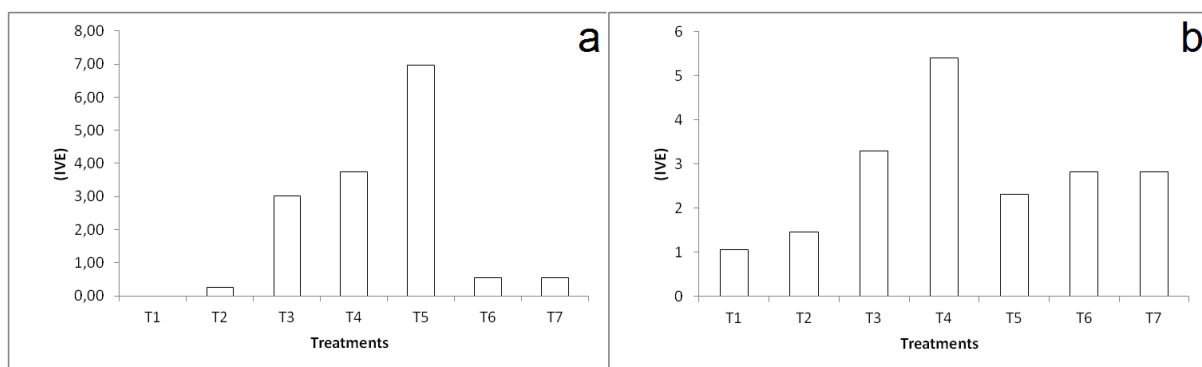 a
8,00
7,00
6,00
5,00
4,00
3,00
2,00
1,00
0,00
(IVE)
T1 T2 T3 T4 T5 T6 T7
Treatments
b
6
5
4
3
2
1
0
(IVE)
T1 T2 T3 T4 T5 T6 T7
Treatments